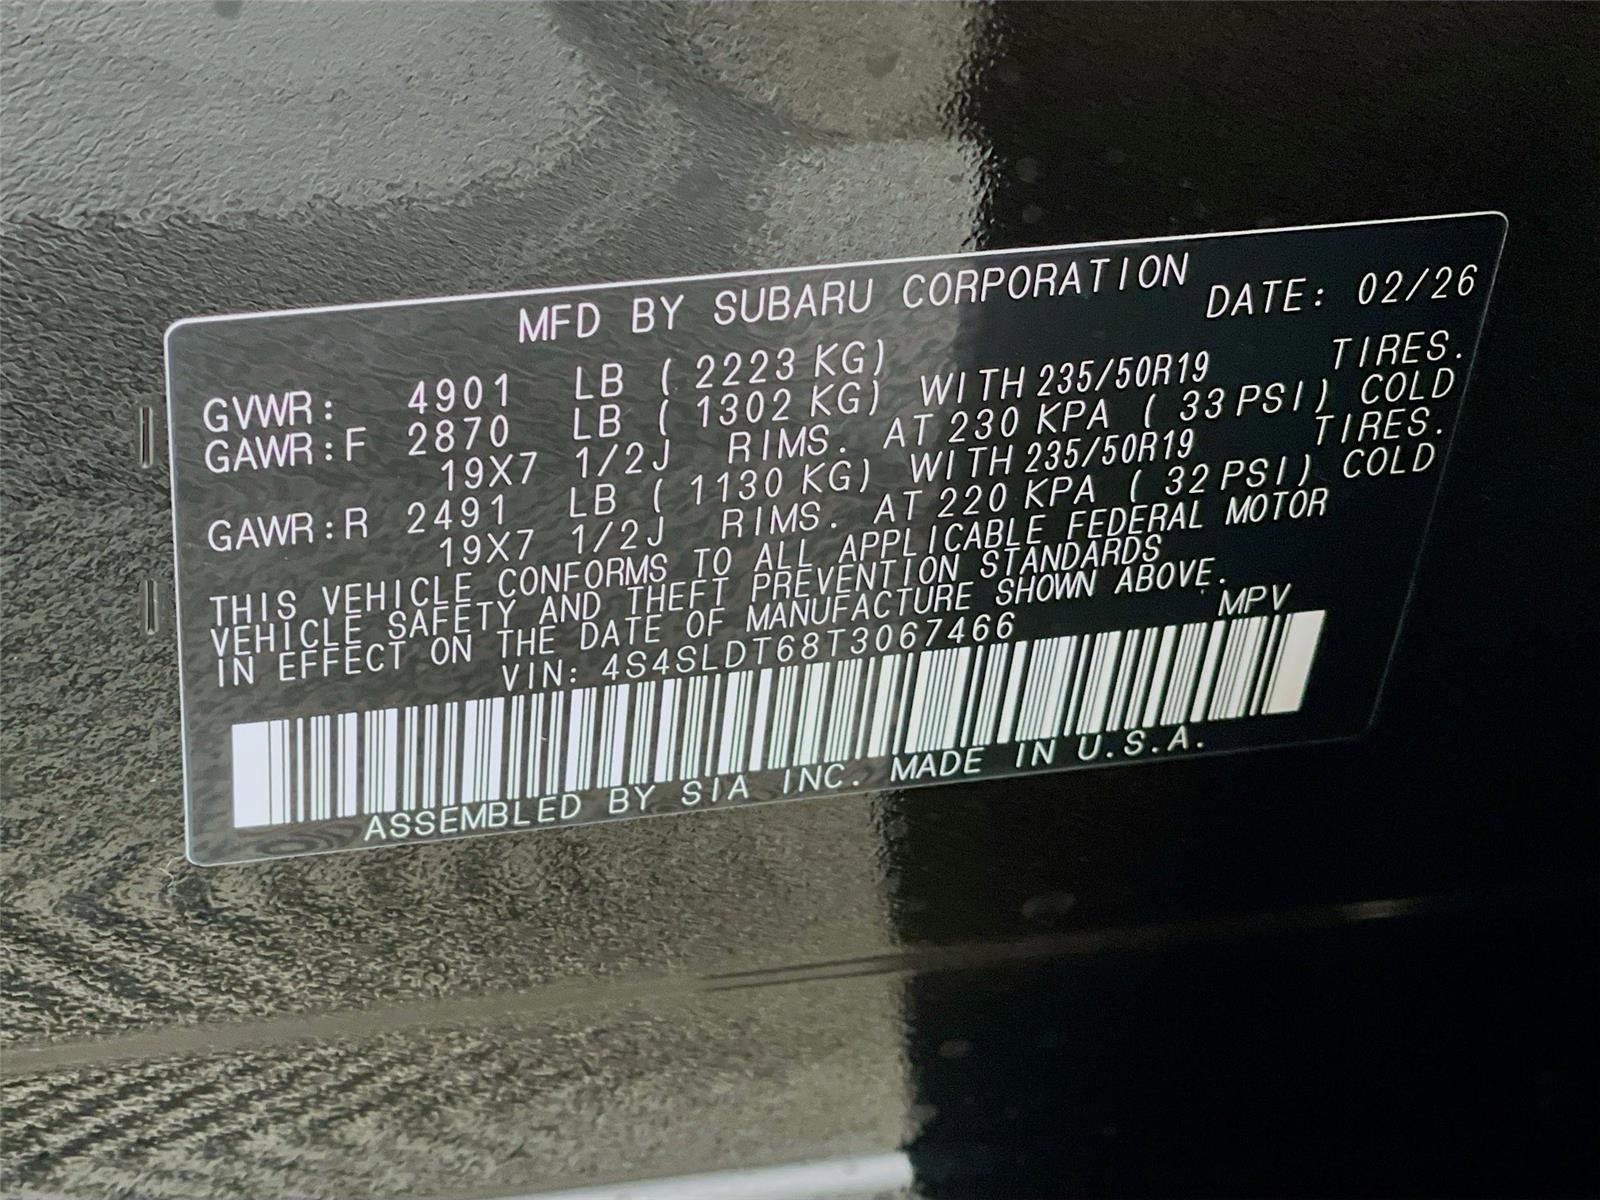 MFD BY SUBARU CORPORATION DATE: 02/26
GVWR: 4901 LB ( 2223 KG)
GAWR:F 2870 LB ( 1302 KG) WITH 235/50R19 TIRES.
19X7 1/2J RIMS. AT 230 KPA ( 33 PSI) COLD
GAWR:R 2491 LB ( 1130 KG) WITH 235/50R19 TIRES.
19X7 1/2J RIMS. AT 220 KPA ( 32 PSI) COLD
THIS VEHICLE CONFORMS TO ALL APPLICABLE FEDERAL MOTOR
VEHICLE SAFETY AND THEFT PREVENTION STANDARDS
IN EFFECT ON THE DATE OF MANUFACTURE SHOWN ABOVE.
VIN: 4S4SLDT68T3067466 MPV
ASSEMBLED BY SIA INC. MADE IN U.S.A.